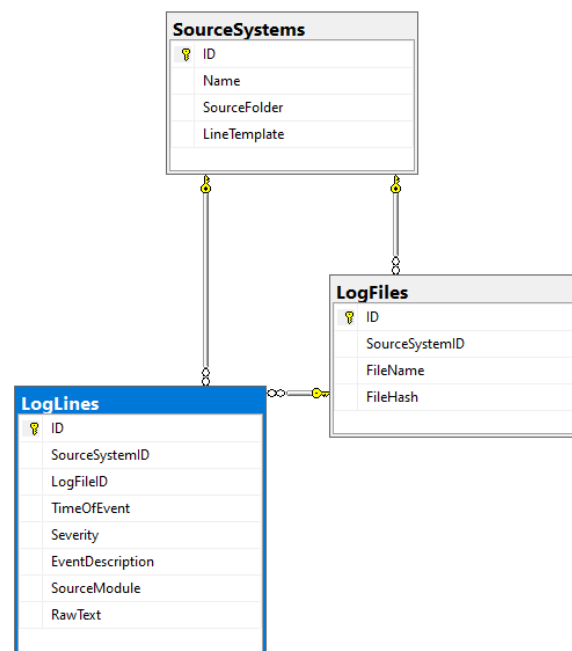 SourceSystems
ID
Name
SourceFolder
LineTemplate
LogFiles
ID
SourceSystemID
FileName
FileHash
LogLines
ID
SourceSystemID
LogFileID
TimeOfEvent
Severity
EventDescription
SourceModule
RawText